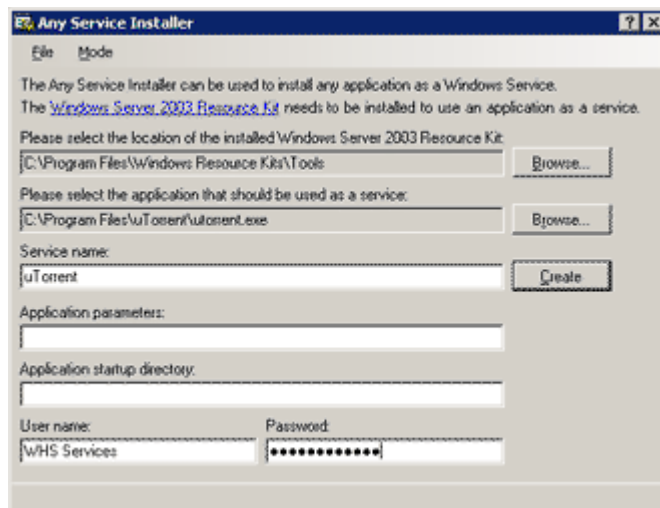 Any Service Installer
File Mode
The Any Service Installer can be used to install any application as a Windows Service.
The Windows Server 2003 Resource Kit needs to be installed to use an application as a service.
Please select the location of the installed Windows Server 2003 Resource Kit:
C:\Program Files\Windows Resource Kits\Tools
Browse...
Please select the application that should be used as a service:
C:\Program Files\uTorrent\utorrent.exe
Browse...
Service name:
uTorrent
Create
Application parameters:
Application startup directory:
User name: Password:
WHS Services ••••••••••••